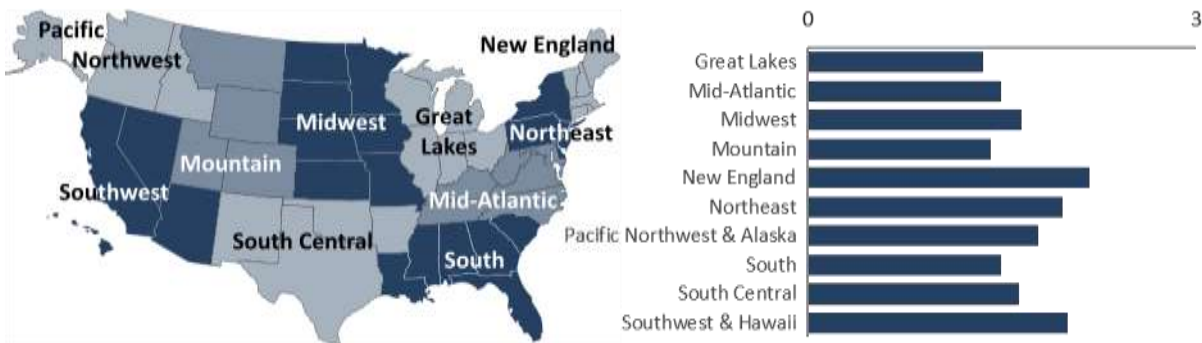 Pacific
Northwest
New England
Midwest
Great
Lakes
Northeast
Mountain
Southwest
Mid-Atlantic
South Central
South
0
3
Great Lakes
Mid-Atlantic
Midwest
Mountain
New England
Northeast
Pacific Northwest & Alaska
South
South Central
Southwest & Hawaii